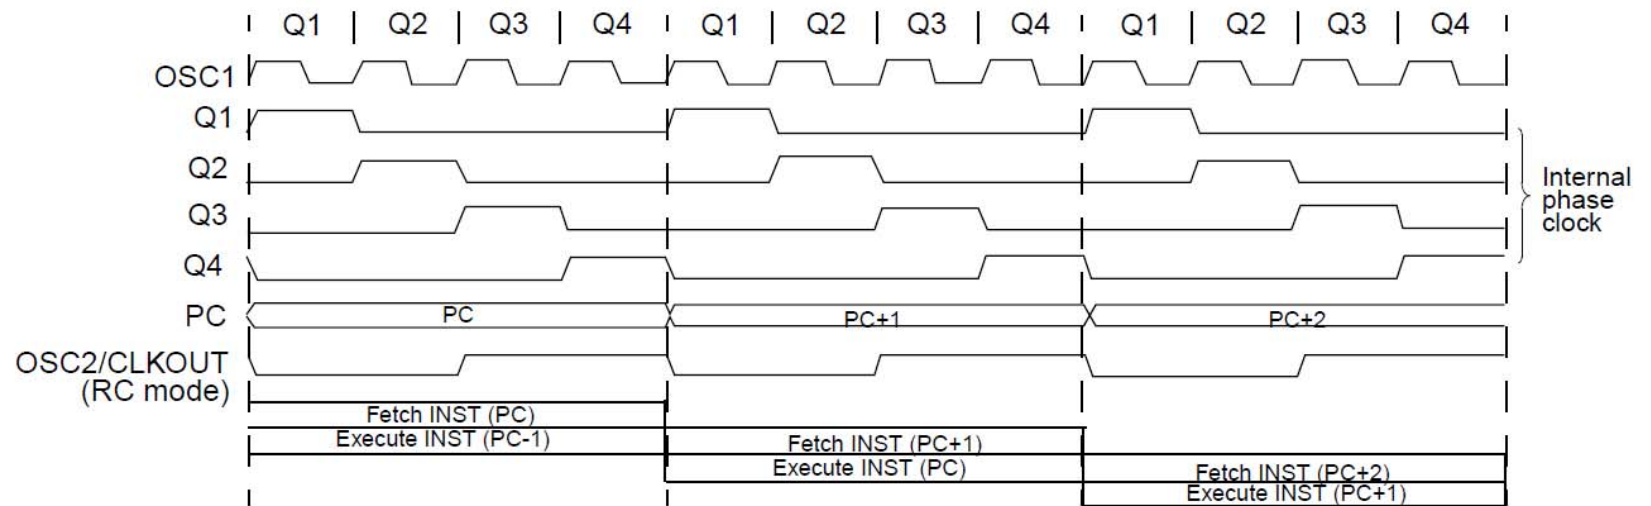 Q1 | Q2 | Q3 | Q4 | Q1 | Q2 | Q3 | Q4 | Q1 | Q2 | Q3 | Q4
OSC1
Q1
Q2
Q3
Q4
Internal
phase
clock
PC PC PC+1 PC+2
OSC2/CLKOUT
(RC mode)
Fetch INST (PC)
Execute INST (PC-1)
Fetch INST (PC+1)
Execute INST (PC)
Fetch INST (PC+2)
Execute INST (PC+1)